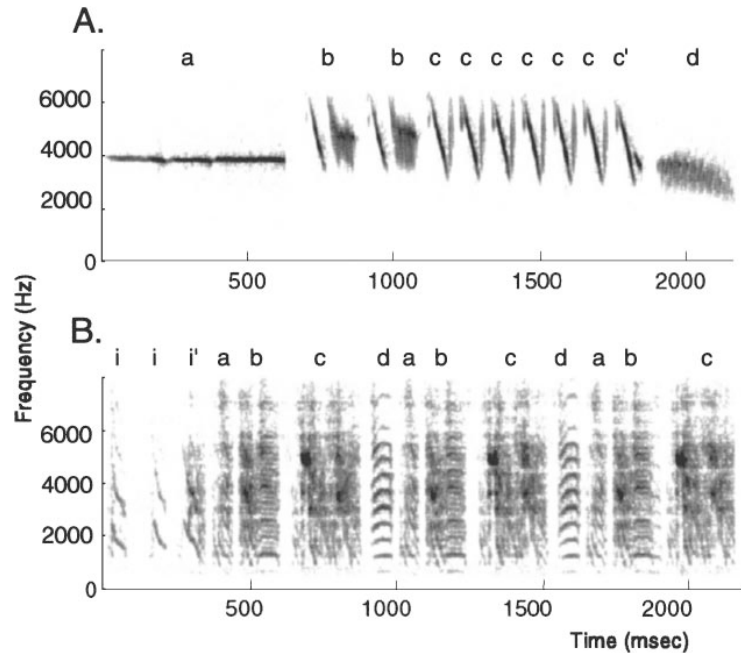 A.
a b b c c c c c c c' d
6000
4000
2000
0
500 1000 1500 2000
Frequency (Hz)
B.
i i i' a b c d a b c d a b c
6000
4000
2000
0
500 1000 1500 2000
Time (msec)